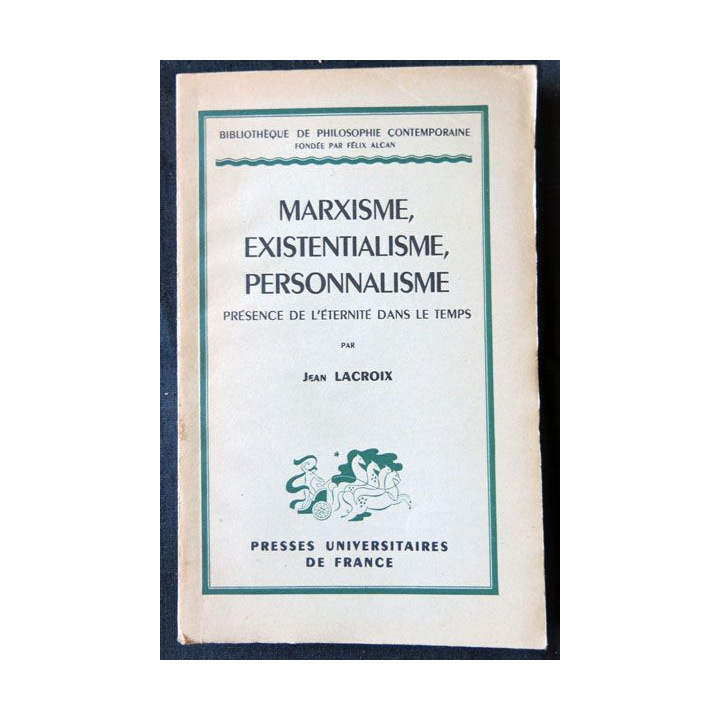 BIBLIOTHÈQUE DE PHILOSOPHIE CONTEMPORAINE
FONDÉE PAR FÉLIX ALCAN
MARXISME,
EXISTENTIALISME,
PERSONNALISME
PRÉSENCE DE L'ÉTERNITÉ DANS LE TEMPS
PAR
JEAN LACROIX
PRESSES UNIVERSITAIRES
DE FRANCE